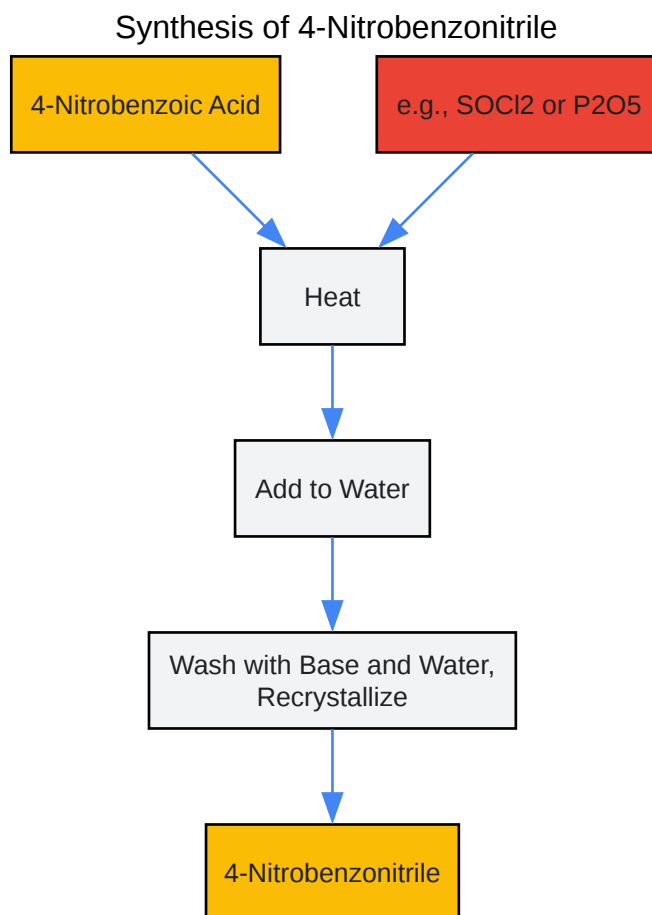 Synthesis of 4-Nitrobenzonitrile
4-Nitrobenzoic Acid
e.g., SOCl2 or P2O5
Heat
Add to Water
Wash with Base and Water,
Recrystallize
4-Nitrobenzonitrile